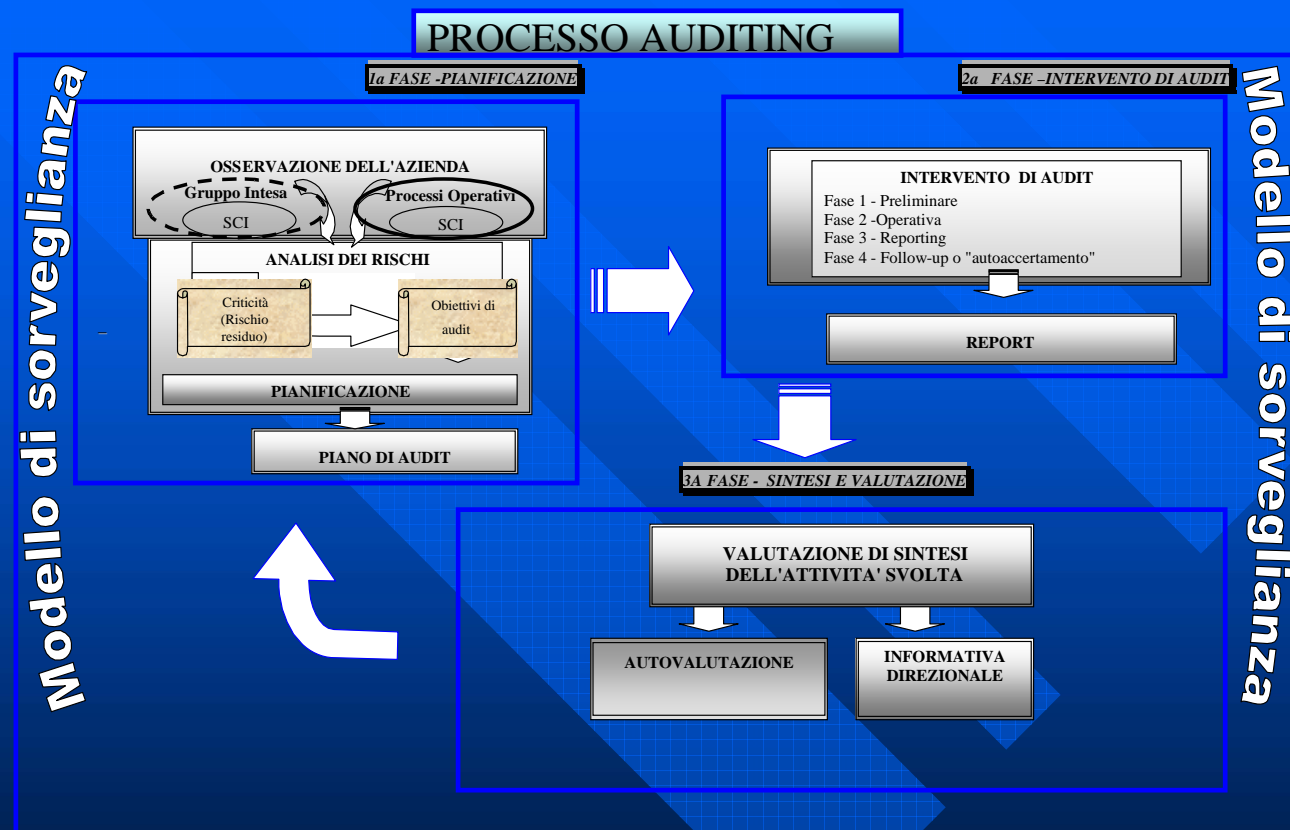 PROCESSO AUDITING
Modello di sorveglianza
1a FASE -PIANIFICAZIONE
OSSERVAZIONE DELL'AZIENDA
Gruppo Intesa
SCI
Processi Operativi
SCI
ANALISI DEI RISCHI
Criticità
(Rischio
residuo)
Obiettivi di
audit
PIANIFICAZIONE
PIANO DI AUDIT
2a FASE –INTERVENTO DI AUDIT
INTERVENTO DI AUDIT
Fase 1 - Preliminare
Fase 2 -Operativa
Fase 3 - Reporting
Fase 4 - Follow-up o "autoaccertamento"
REPORT
3A FASE - SINTESI E VALUTAZIONE
VALUTAZIONE DI SINTESI
DELL'ATTIVITA' SVOLTA
AUTOVALUTAZIONE
INFORMATIVA
DIREZIONALE
Modello di sorveglianza